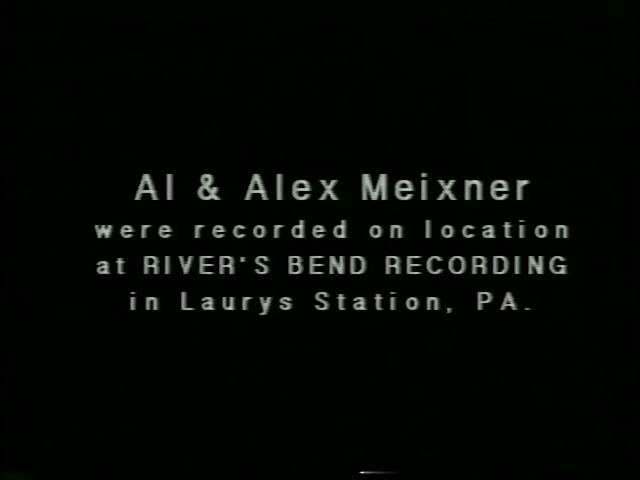 Al & Alex Meixner
were recorded on location
at RIVER'S BEND RECORDING
in Laurys Station, PA.